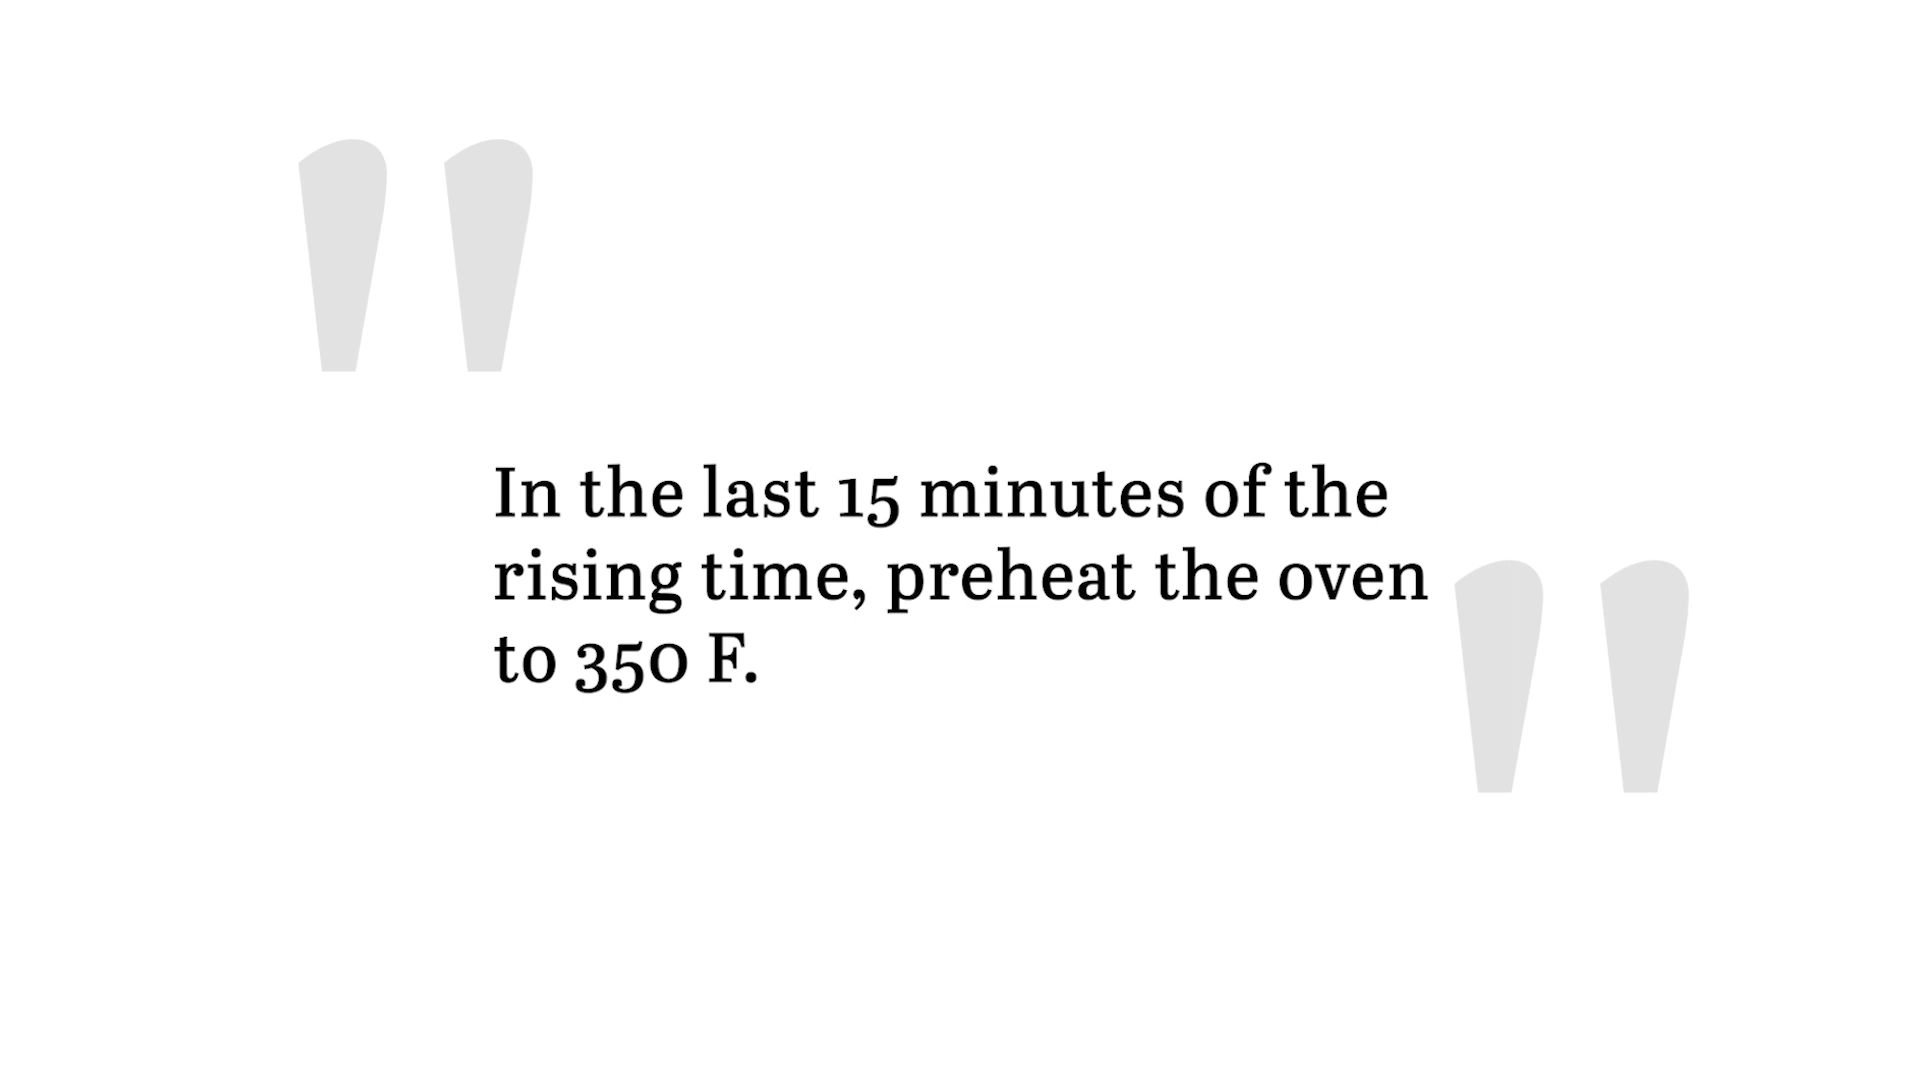 "
In the last 15 minutes of the
rising time, preheat the oven
to 350 F.
"